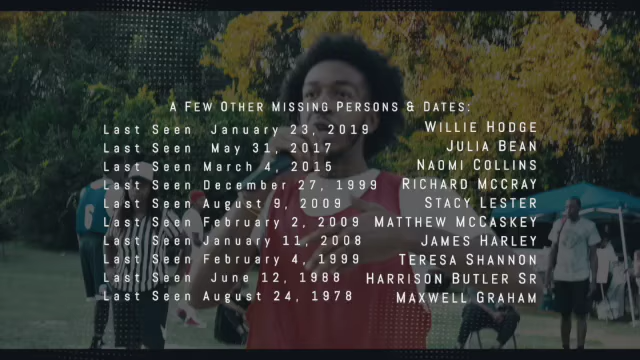 A Few Other Missing Persons & Dates:
Last Seen January 23, 2019 Willie Hodge
Last Seen May 31, 2017 Julia Bean
Last Seen March 4, 2015 Naomi Collins
Last Seen December 27, 1999 Richard McCray
Last Seen August 9, 2009 Stacy Lester
Last Seen February 2, 2009 Matthew McCaskey
Last Seen January 11, 2008 James Harley
Last Seen February 4, 1999 Teresa Shannon
Last Seen June 12, 1988 Harrison Butler Sr
Last Seen August 24, 1978 Maxwell Graham
6